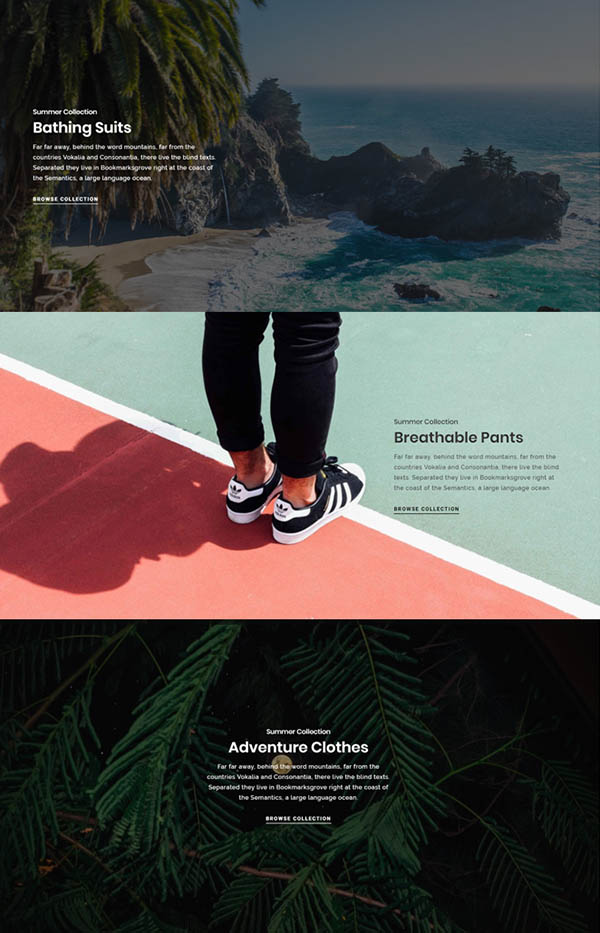 Summer Collection
Bathing Suits
Far far away, behind the word mountains, far from the
countries Vokalia and Consonantia, there live the blind texts.
Separated they live in Bookmarksgrove right at the coast of
the Semantics, a large language ocean.
BROWSE COLLECTION
Summer Collection
Breathable Pants
Far far away, behind the word mountains, far from the
countries Vokalia and Consonantia, there live the blind
texts. Separated they live in Bookmarksgrove right at
the coast of the Semantics, a large language ocean.
BROWSE COLLECTION
Summer Collection
Adventure Clothes
Far far away, behind the word mountains, far from the
countries Vokalia and Consonantia, there live the blind texts.
Separated they live in Bookmarksgrove right at the coast of
the Semantics, a large language ocean.
BROWSE COLLECTION